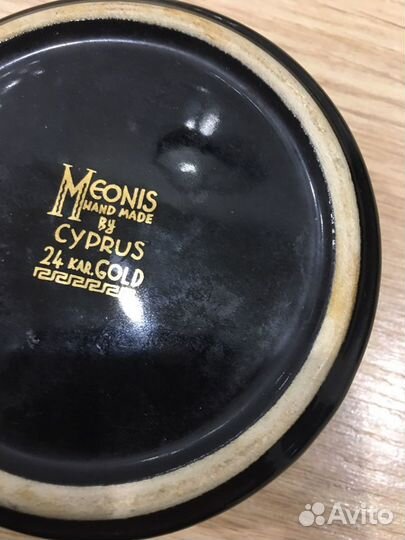 MEONIS
HAND MADE
By
CYPRUS
24 KAR. GOLD
Avito